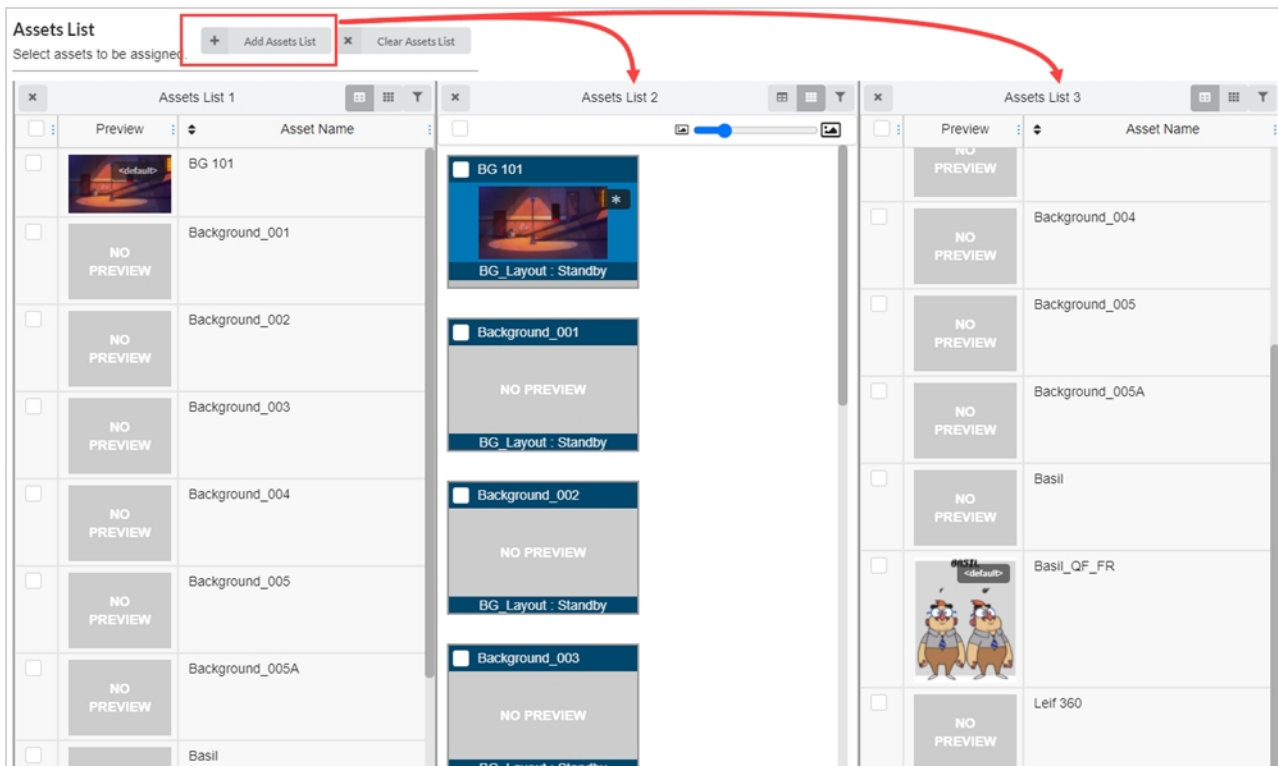 Assets List
Select assets to be assigned.
Add Assets List
Clear Assets List
Assets List 1
Preview
Asset Name
<default>
BG 101
NO
PREVIEW
Background_001
NO
PREVIEW
Background_002
NO
PREVIEW
Background_003
NO
PREVIEW
Background_004
NO
PREVIEW
Background_005
NO
PREVIEW
Background_005A
Basil
Assets List 2
BG 101
BG_Layout : Standby
Background_001
NO PREVIEW
BG_Layout : Standby
Background_002
NO PREVIEW
BG_Layout : Standby
Background_003
NO PREVIEW
BG_Layout : Standby
Assets List 3
Preview
Asset Name
NO
PREVIEW
NO
PREVIEW
Background_004
NO
PREVIEW
Background_005
NO
PREVIEW
Background_005A
NO
PREVIEW
Basil
BASIL
<default>
Basil_QF_FR
NO
PREVIEW
Leif 360